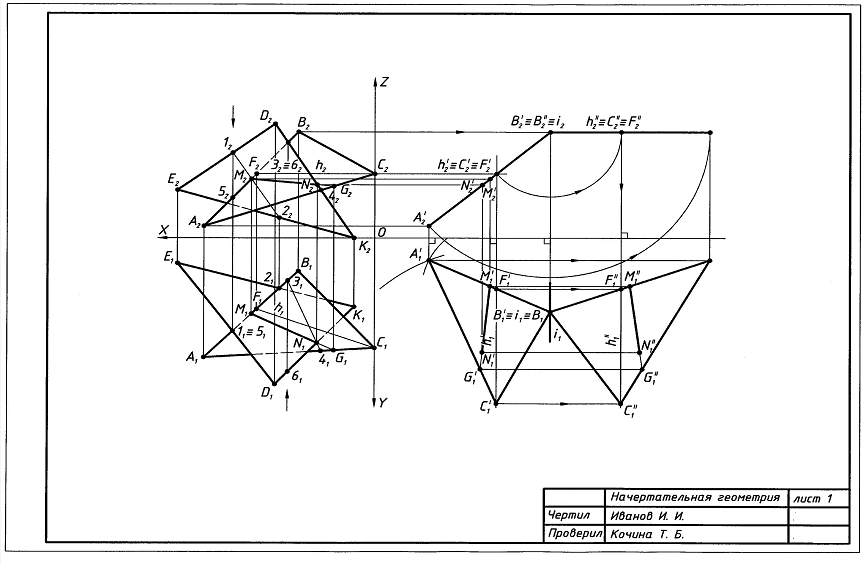 Z
D₂
B₂
B₂′≡B₂″≡i₂
h₂″≡C₂″≡F₂″
1₂
F₂
3₂≡6₂
h₂
C₂
h₂′≡C₂′≡F₂′
E₂
M₂
N₂
G₂
N₂′
M₂′
5₂
4₂
2₂
A₂
A₂′
X
O
K₂
E₁
B₁
A₁′
2₁
3₁
M₁′
F₁′
F₁″
M₁″
F₁
M₁
h₁
K₁
B₁′≡i₁≡B₁
1₁≡5₁
i₁
h₁′
h₁″
A₁
N₁
4₁
G₁
C₁
N₁′
N₁″
D₁
6₁
G₁′
G₁″
Y
C₁′
C₁″
Начертательная геометрия лист 1
Чертил Иванов И. И.
Проверил Кочина Т. Б.